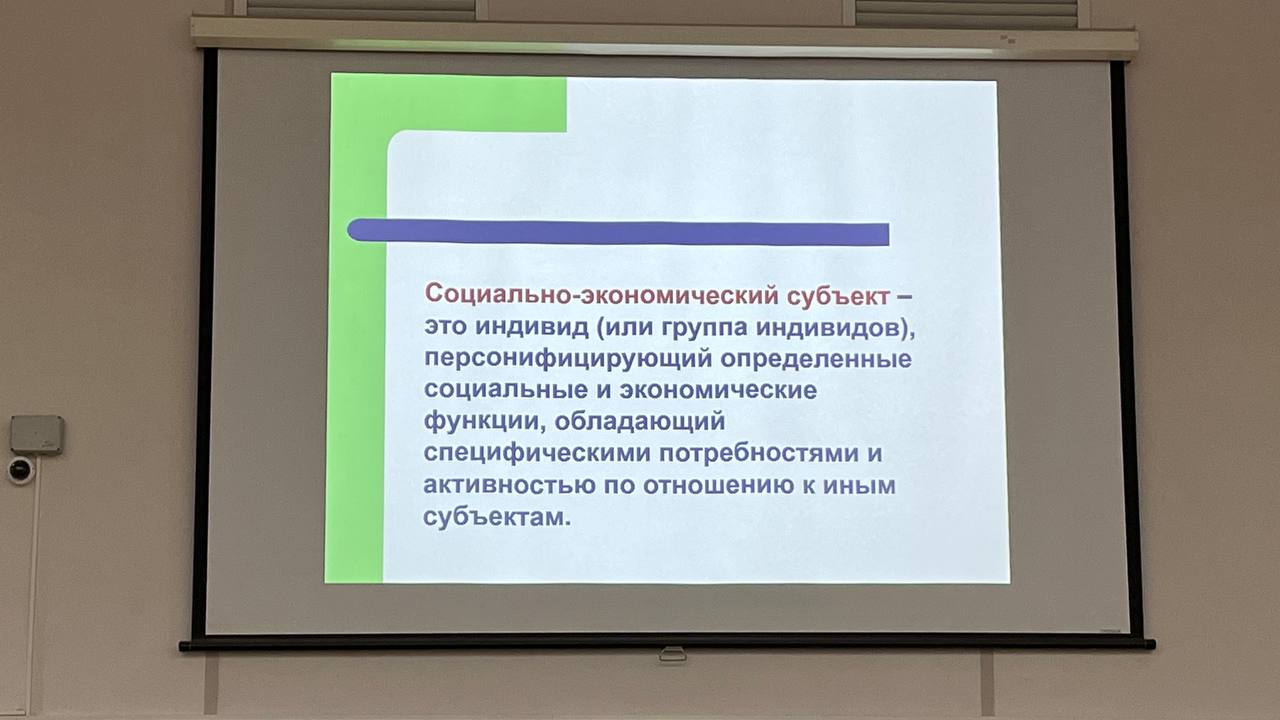 Социально-экономический субъект –
это индивид (или группа индивидов),
персонифицирующий определенные
социальные и экономические
функции, обладающий
специфическими потребностями и
активностью по отношению к иным
субъектам.